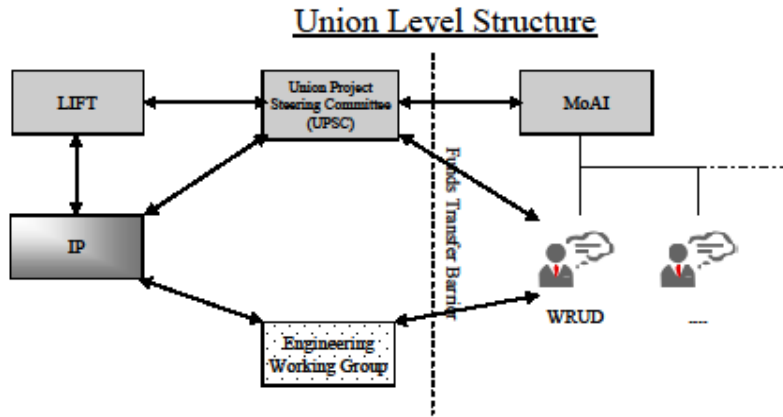 Union Level Structure
LIFT
Union Project
Steering Committee
(UPSC)
MoAI
Funds Transfer Barrier
IP
WRUD
----
Engineering
Working Group